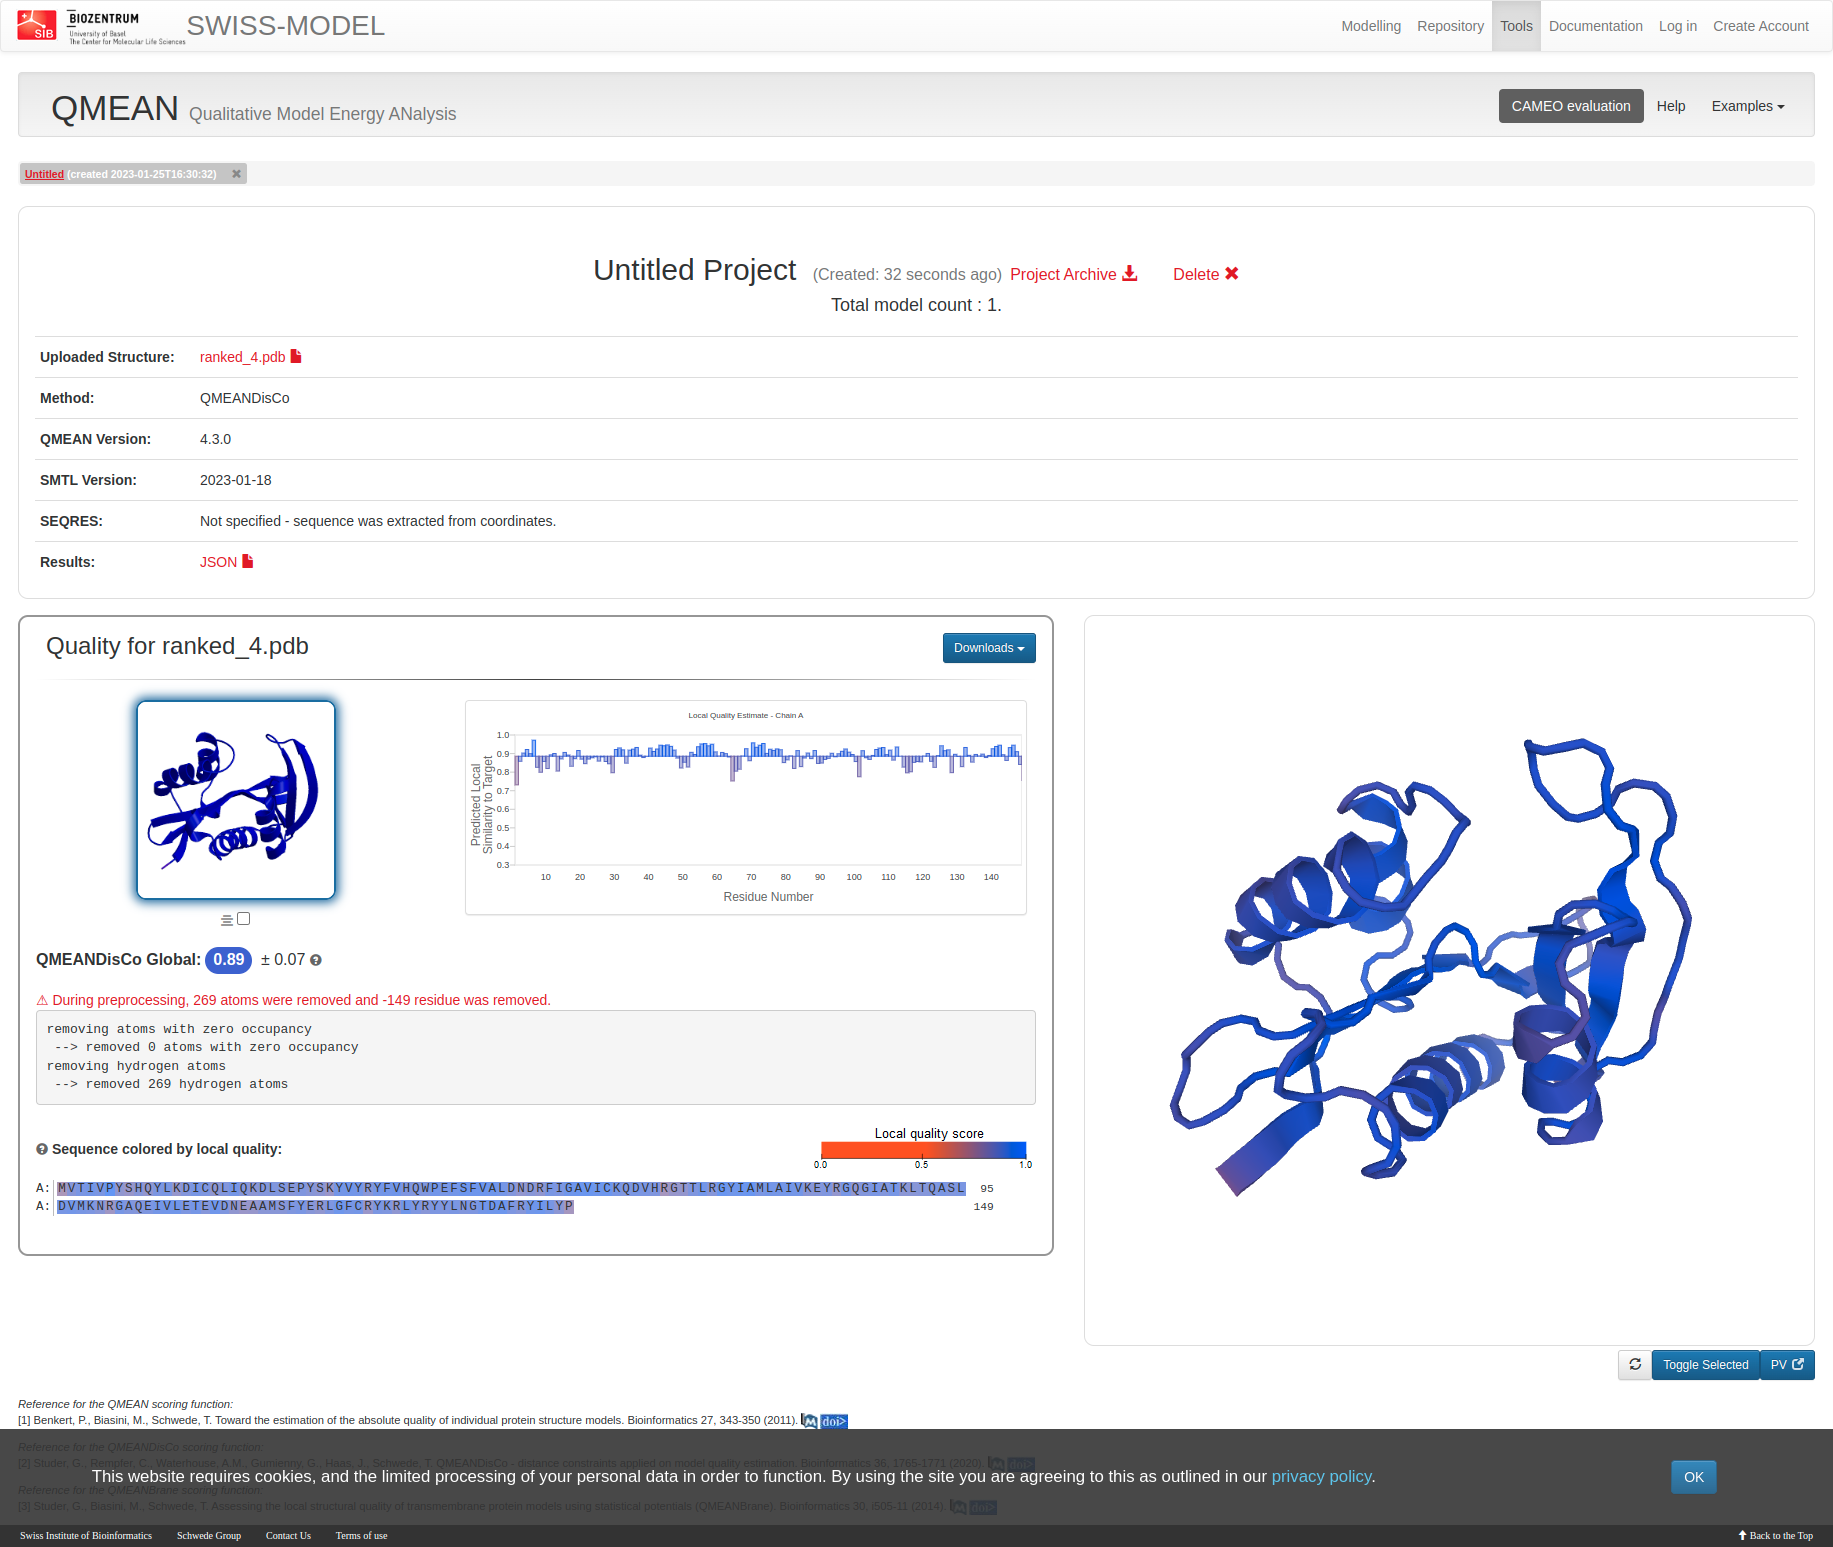 SIB
BIOZENTRUM
University of Basel
The Center for Molecular Life Sciences
SWISS-MODEL
Modelling
Repository
Tools
Documentation
Log in
Create Account
QMEAN Qualitative Model Energy ANalysis
CAMEO evaluation
Help
Examples
Untitled (created 2023-01-25T16:30:32)
Untitled Project (Created: 32 seconds ago) Project Archive Delete
Total model count : 1.
Uploaded Structure: ranked_4.pdb
Method: QMEANDisCo
QMEAN Version: 4.3.0
SMTL Version: 2023-01-18
SEQRES: Not specified - sequence was extracted from coordinates.
Results: JSON
Quality for ranked_4.pdb
Downloads
Local Quality Estimate - Chain A
Predicted Local
Similarity to Target
1.0
0.9
0.8
0.7
0.6
0.5
0.4
0.3
10 20 30 40 50 60 70 80 90 100 110 120 130 140
Residue Number
QMEANDisCo Global: 0.89 ± 0.07
⚠ During preprocessing, 269 atoms were removed and -149 residue was removed.
removing atoms with zero occupancy
--> removed 0 atoms with zero occupancy
removing hydrogen atoms
--> removed 269 hydrogen atoms
Sequence colored by local quality:
Local quality score
0.0 0.5 1.0
A: MVTIVPYSHQYLKDICQLIQKDLSEPYSKYVYRYFVHQWPEFSFVALDNDRFIGAVICKQDVHRGTTLRGYIAMLAIVKEYRGQGIATKLTQASL 95
A: DVMKNRGAQEIVLETEVDNEAAMSFYERLGFCRYKRLYRYYLNGTDAFRYILYP 149
Toggle Selected
PV
Reference for the QMEAN scoring function:
[1] Benkert, P., Biasini, M., Schwede, T. Toward the estimation of the absolute quality of individual protein structure models. Bioinformatics 27, 343-350 (2011). M doi>
Reference for the QMEANDisCo scoring function:
[2] Studer, G., Rempfer, C., Waterhouse, A.M., Gumienny, G., Haas, J., Schwede, T. QMEANDisCo - distance constraints applied on model quality estimation. Bioinformatics 36, 1765-1771 (2020). M doi>
This website requires cookies, and the limited processing of your personal data in order to function. By using the site you are agreeing to this as outlined in our privacy policy.
OK
Reference for the QMEANBrane scoring function:
[3] Studer, G., Biasini, M., Schwede, T. Assessing the local structural quality of transmembrane protein models using statistical potentials (QMEANBrane). Bioinformatics 30, i505-11 (2014). M doi>
Swiss Institute of Bioinformatics
Schwede Group
Contact Us
Terms of use
Back to the Top